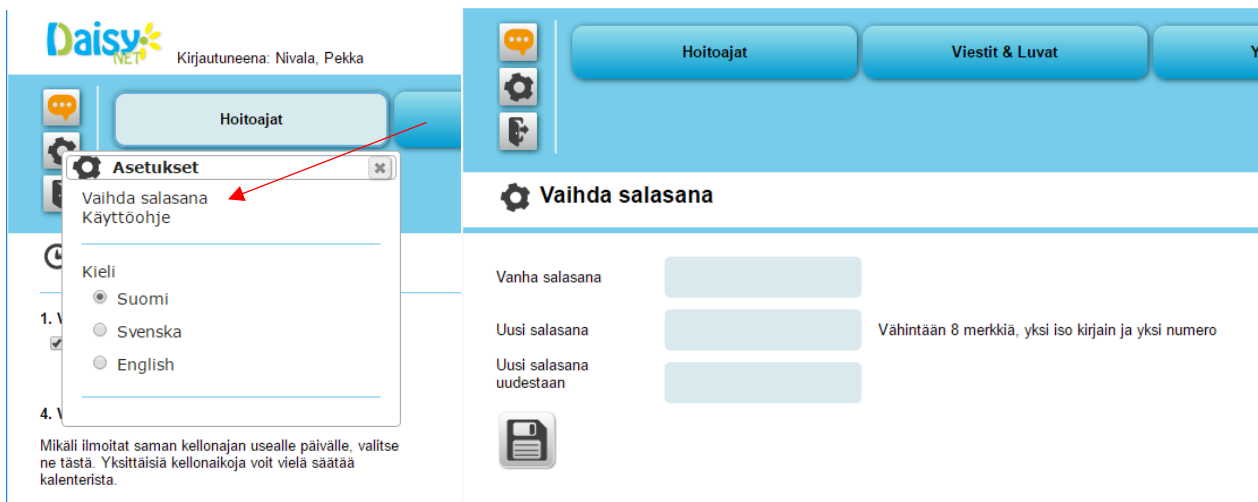 Daisy
NET
Kirjautuneena: Nivala, Pekka
Hoitoajat
Asetukset
Vaihda salasana
Käyttöohje
Kieli
Suomi
Svenska
English
1. V
4. V
Mikäli ilmoitat saman kellonajan usealle päivälle, valitse
ne tästä. Yksittäisiä kellonaikoja voit vielä säätää
kalenterista.
Hoitoajat
Viestit & Luvat
Y
Vaihda salasana
Vanha salasana
Uusi salasana
Vähintään 8 merkkiä, yksi iso kirjain ja yksi numero
Uusi salasana
uudestaan